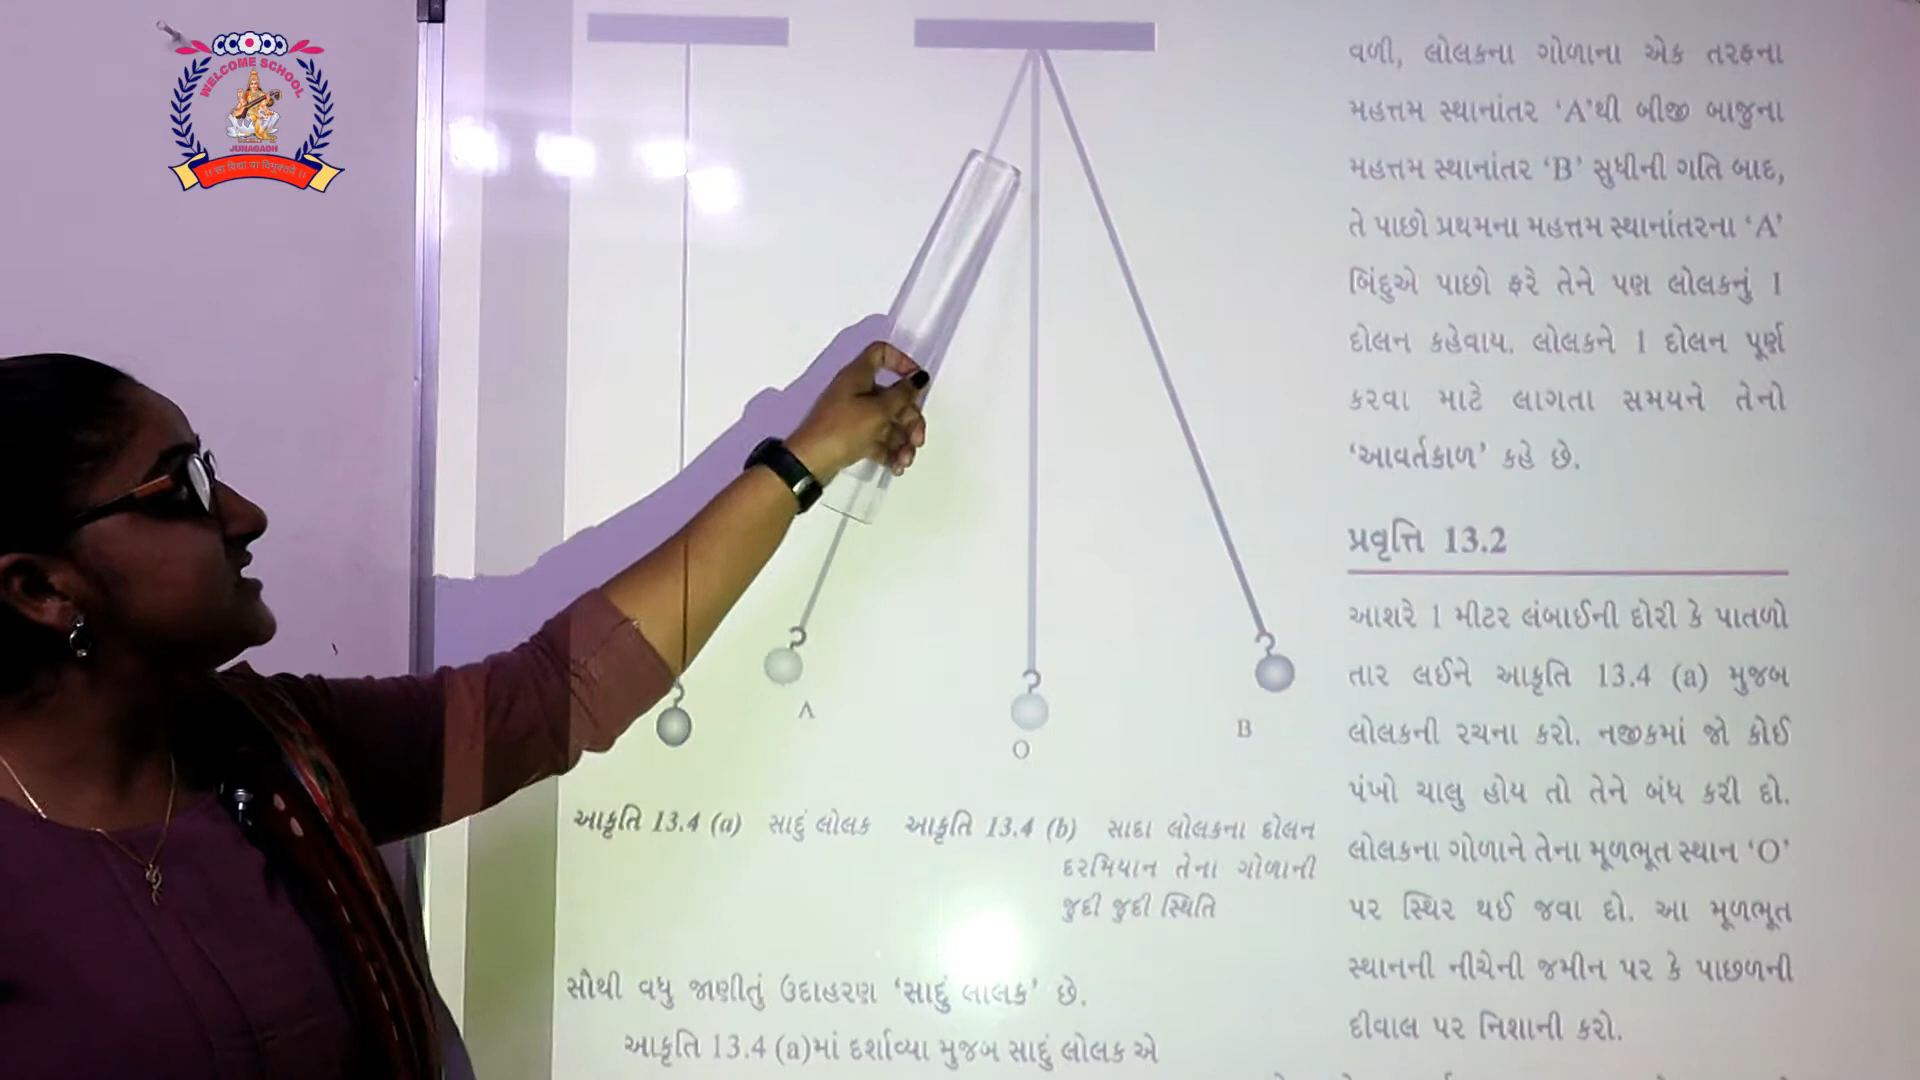 WELCOME SCHOOL
JUNAGADH
।। सा विद्या या विमुक्तये ।।
A
O
B
આકૃતિ 13.4 (a) સાદું લોલક
આકૃતિ 13.4 (b) સાદા લોલકના દોલન
દરમિયાન તેના ગોળાની
જુદી જુદી સ્થિતિ
સૌથી વધુ જાણીતું ઉદાહરણ ‘સાદું લોલક’ છે.
આકૃતિ 13.4 (a)માં દર્શાવ્યા મુજબ સાદું લોલક એ
વળી, લોલકના ગોળાના એક તરફના
મહત્તમ સ્થાનાંતર ‘A’થી બીજી બાજુના
મહત્તમ સ્થાનાંતર ‘B’ સુધીની ગતિ બાદ,
તે પાછો પ્રથમના મહત્તમ સ્થાનાંતરના ‘A’
બિંદુએ પાછો ફરે તેને પણ લોલકનું 1
દોલન કહેવાય. લોલકને 1 દોલન પૂર્ણ
કરવા માટે લાગતા સમયને તેનો
‘આવર્તકાળ’ કહે છે.
પ્રવૃત્તિ 13.2
આશરે 1 મીટર લંબાઈની દોરી કે પાતળો
તાર લઈને આકૃતિ 13.4 (a) મુજબ
લોલકની રચના કરો. નજીકમાં જો કોઈ
પંખો ચાલુ હોય તો તેને બંધ કરી દો.
લોલકના ગોળાને તેના મૂળભૂત સ્થાન ‘O’
પર સ્થિર થઈ જવા દો. આ મૂળભૂત
સ્થાનની નીચેની જમીન પર કે પાછળની
દીવાલ પર નિશાની કરો.